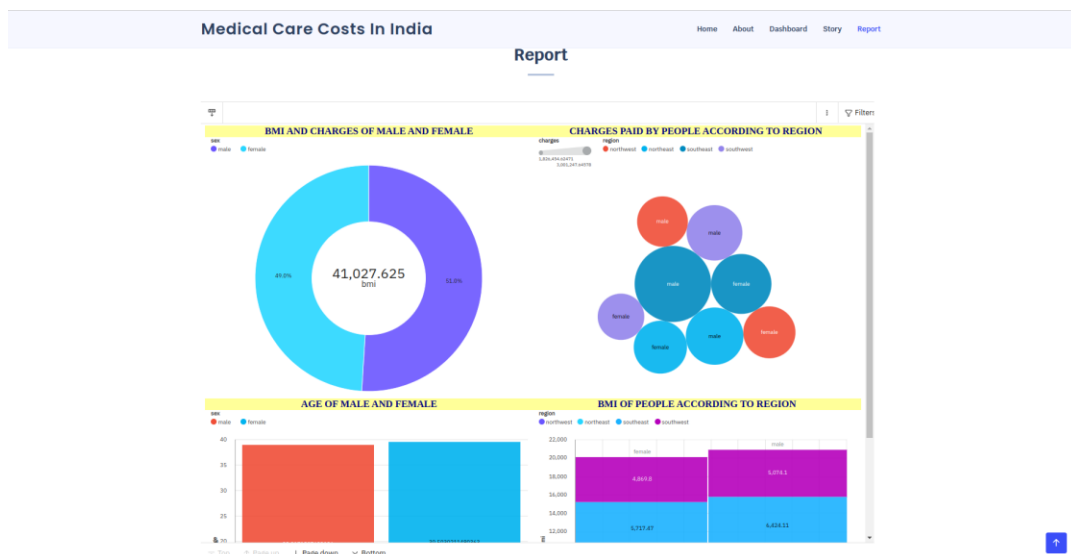 Medical Care Costs In India
Home About Dashboard Story Report
Report
Filters
BMI AND CHARGES OF MALE AND FEMALE
sex
male female
49.0%
41,027.625
bmi
51.0%
CHARGES PAID BY PEOPLE ACCORDING TO REGION
charges
region
northwest northeast southeast southwest
male
male
male
female
female
female
male
female
AGE OF MALE AND FEMALE
sex
male female
40
35
30
25
20
BMI OF PEOPLE ACCORDING TO REGION
region
northwest northeast southeast southwest
22,000
20,000
18,000
16,000
14,000
12,000
female
male
4,869.8
5,078.1
5,717.47
6,424.11
Top Page up Page down Bottom